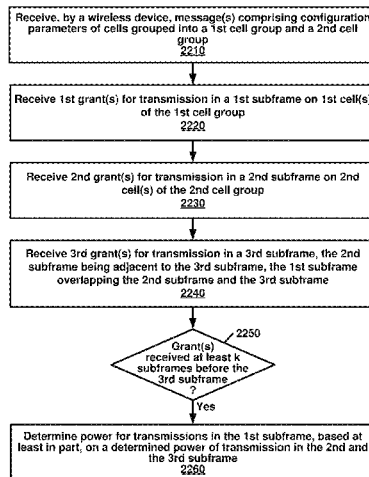 Receive, by a wireless device, message(s) comprising configuration
parameters of cells grouped into a 1st cell group and a 2nd cell
group
2210
Receive 1st grant(s) for transmission in a 1st subframe on 1st cell(s)
of the 1st cell group
2220
Receive 2nd grant(s) for transmission in a 2nd subframe on 2nd
cell(s) of the 2nd cell group
2230
Receive 3rd grant(s) for transmission in a 3rd subframe, the 2nd
subframe being adjacent to the 3rd subframe, the 1st subframe
overlapping the 2nd subframe and the 3rd subframe
2240
2250
Grant(s)
received at least k
subframes before the
3rd subframe
?
Yes
Determine power for transmissions in the 1st subframe, based at
least in part, on a determined power of transmission in the 2nd and
the 3rd subframe
2260